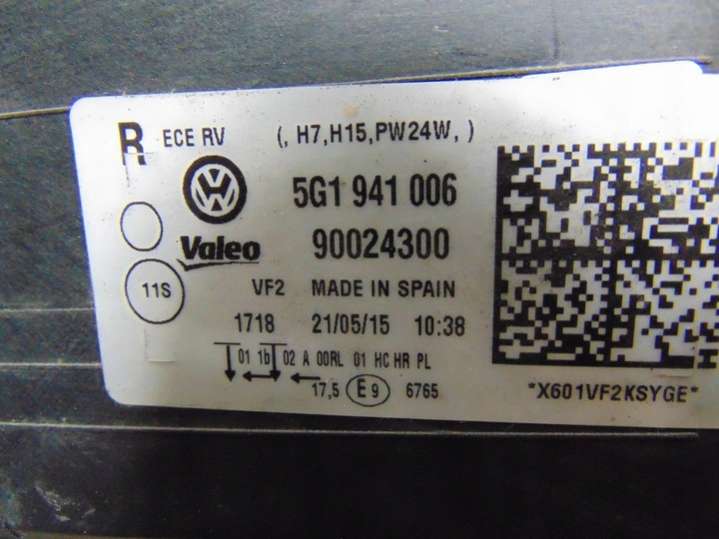 R ECE RV (, H7,H15,PW24W, )
VW 5G1 941 006
Valeo 90024300
11S VF2 MADE IN SPAIN
1718 21/05/15 10:38
01 1b 02 A 00RL 01 HC HR PL
17,5 E9 6765
*X601VF2KSYGE*